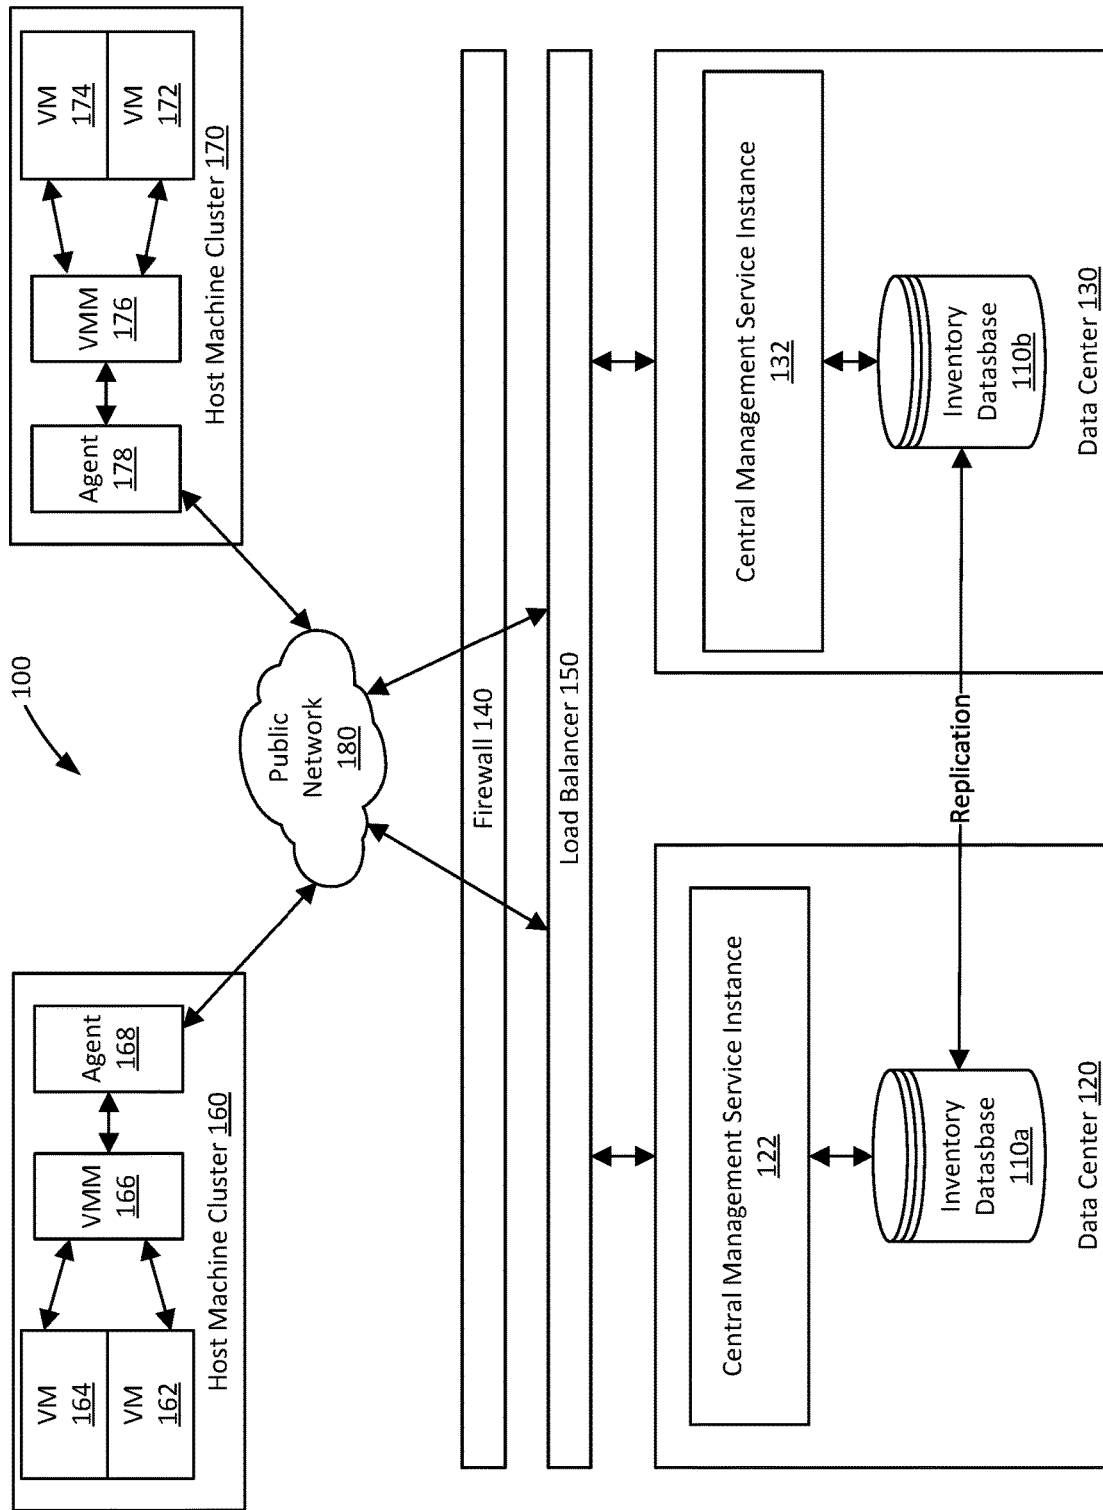 100
VM
164
VM
162
VMM
166
Agent
168
Host Machine Cluster 160
Agent
178
VMM
176
VM
174
VM
172
Host Machine Cluster 170
Public
Network
180
Firewall 140
Load Balancer 150
Central Management Service Instance
122
Inventory
Datasbase
110a
Data Center 120
Replication
Central Management Service Instance
132
Inventory
Datasbase
110b
Data Center 130